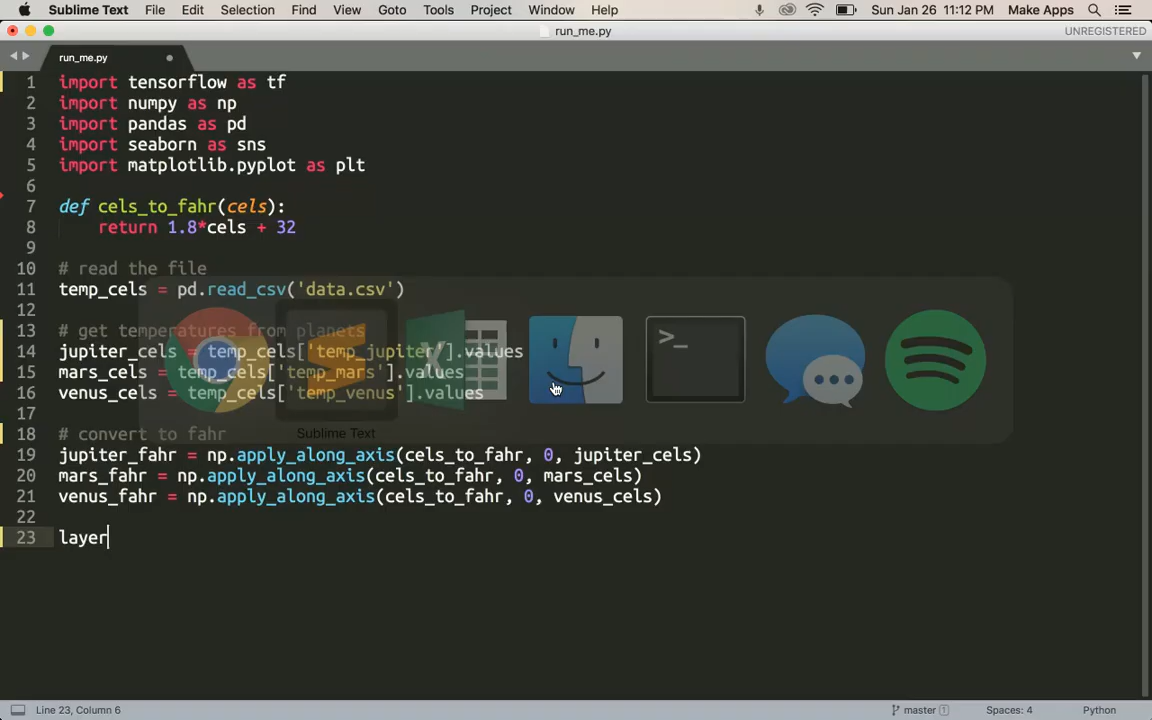 Sublime Text File Edit Selection Find View Goto Tools Project Window Help Sun Jan 26 11:12 PM Make Apps
run_me.py UNREGISTERED
run_me.py
1 import tensorflow as tf
2 import numpy as np
3 import pandas as pd
4 import seaborn as sns
5 import matplotlib.pyplot as plt
6
7 def cels_to_fahr(cels):
8 return 1.8*cels + 32
9
10 # read the file
11 temp_cels = pd.read_csv('data.csv')
12
13 # get temperatures from planets
14 jupiter_cels = temp_cels['temp_jupiter'].values
15 mars_cels = temp_cels['temp_mars'].values
16 venus_cels = temp_cels['temp_venus'].values
17
Sublime Text
18 # convert to fahr
19 jupiter_fahr = np.apply_along_axis(cels_to_fahr, 0, jupiter_cels)
20 mars_fahr = np.apply_along_axis(cels_to_fahr, 0, mars_cels)
21 venus_fahr = np.apply_along_axis(cels_to_fahr, 0, venus_cels)
22
23 layer
Line 23, Column 6 master 1 Spaces: 4 Python